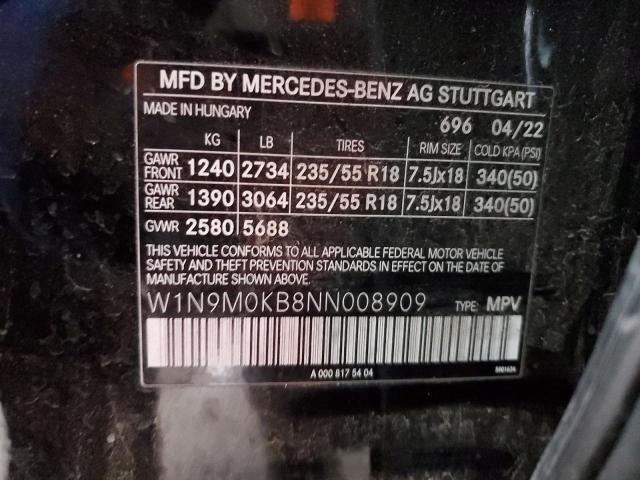 MFD BY MERCEDES-BENZ AG STUTTGART
MADE IN HUNGARY
696 04/22
KG LB TIRES RIM SIZE COLD KPA (PSI)
GAWR FRONT 1240 2734 235/55 R18 7.5Jx18 340(50)
GAWR REAR 1390 3064 235/55 R18 7.5Jx18 340(50)
GVWR 2580 5688
THIS VEHICLE CONFORMS TO ALL APPLICABLE FEDERAL MOTOR VEHICLE
SAFETY AND THEFT PREVENTION STANDARDS IN EFFECT ON THE DATE OF
MANUFACTURE SHOWN ABOVE.
W1N9M0KB8NN008909 TYPE: MPV
A 000 817 54 04